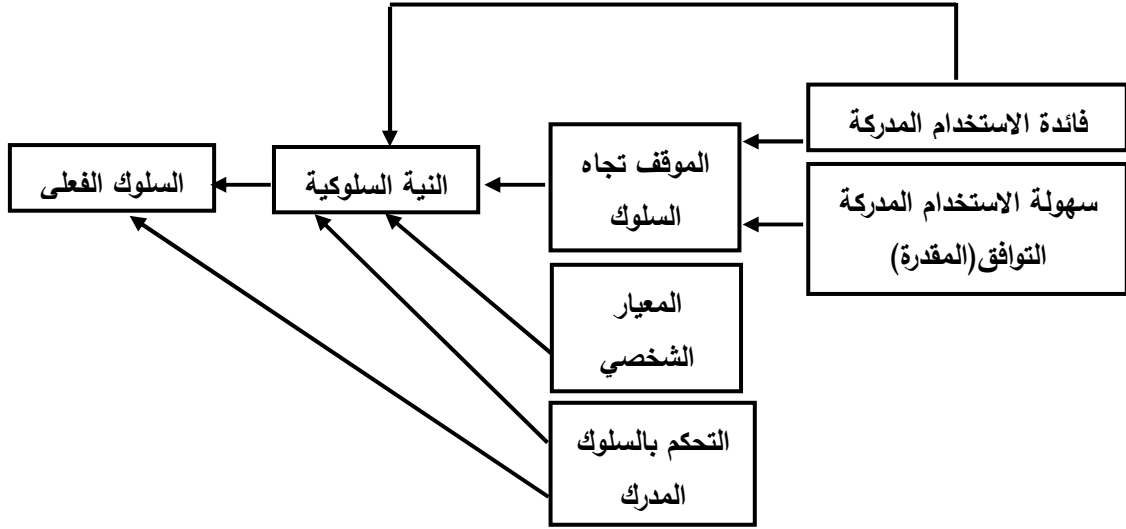 فائدة الاستخدام المدركة
سهولة الاستخدام المدركة
التوافق(المقدرة)
الموقف تجاه
السلوك
النية السلوكية
السلوك الفعلى
المعيار
الشخصي
التحكم بالسلوك
المدرك